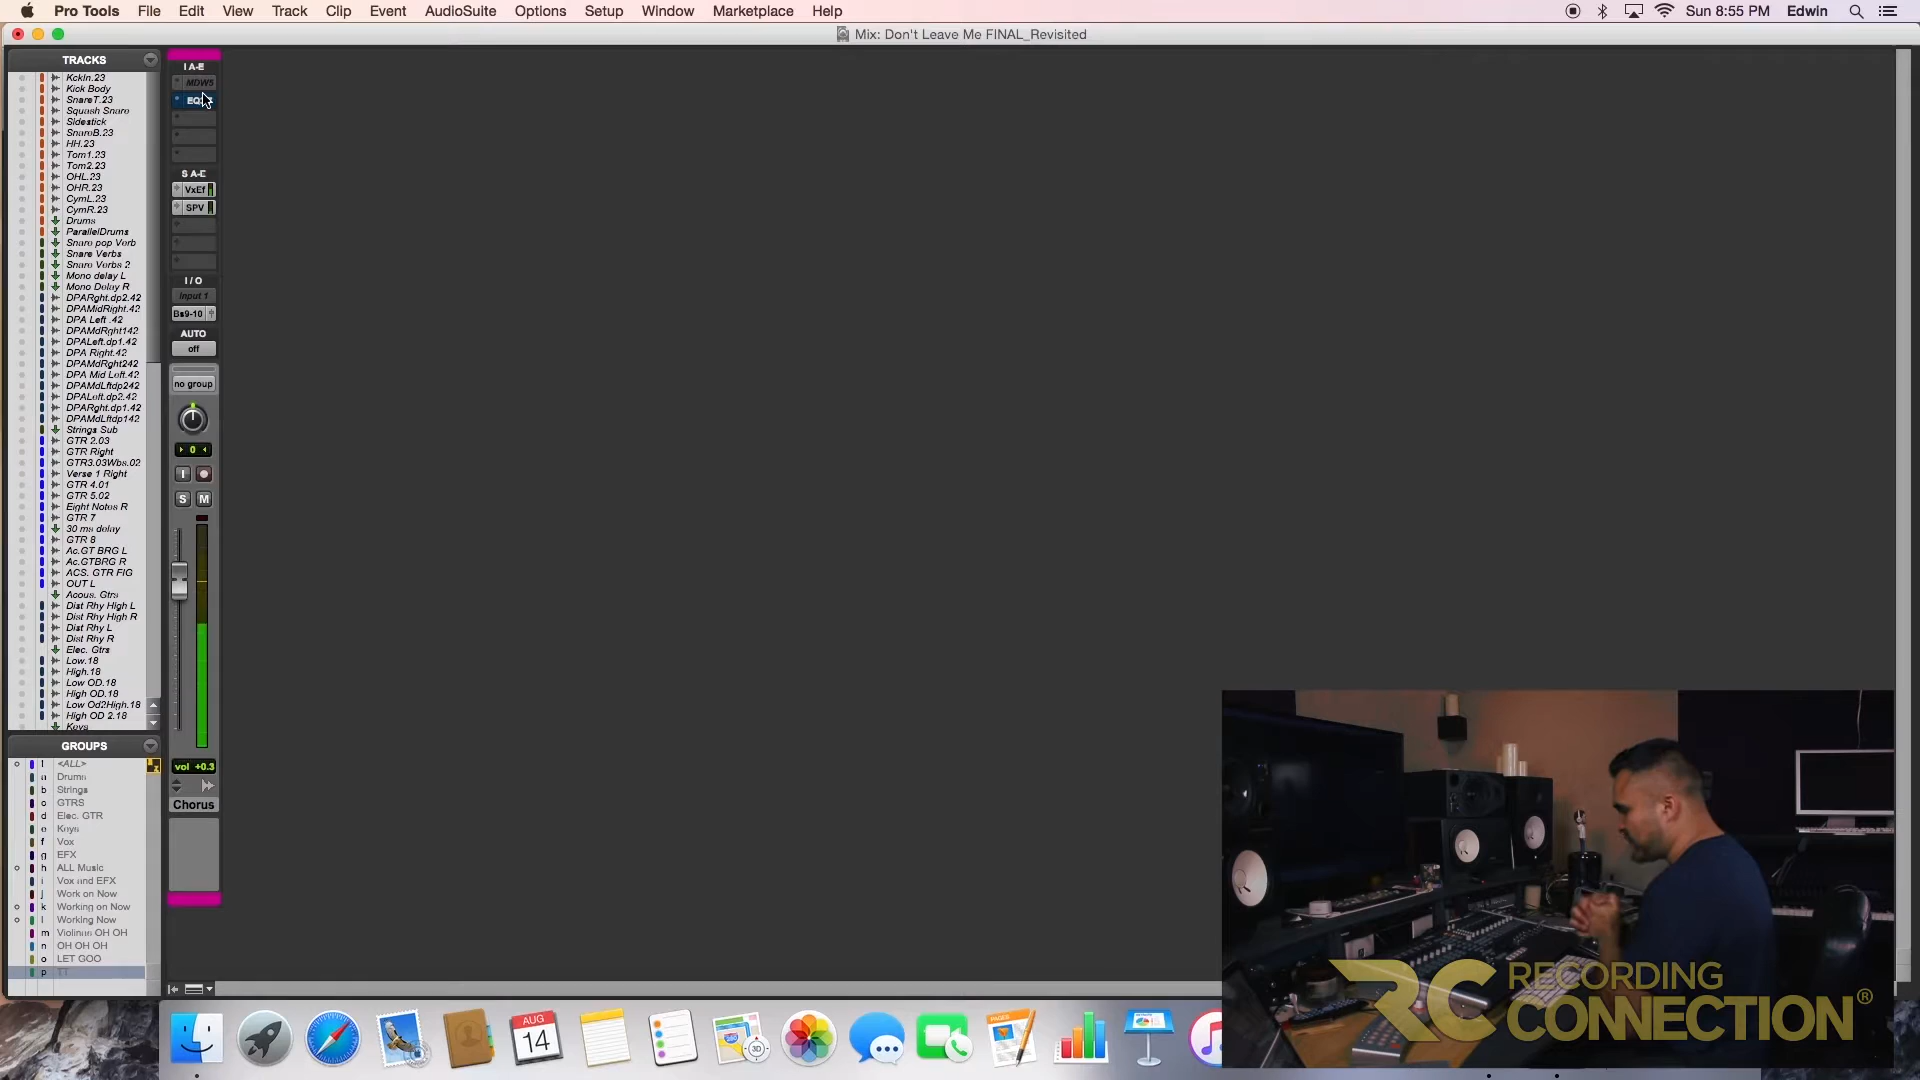 Pro Tools File Edit View Track Clip Event AudioSuite Options Setup Window Marketplace Help Sun 8:55 PM Edwin
Mix: Don't Leave Me FINAL_Revisited
TRACKS
KckIn.23
Kick Body
SnareT.23
Squash Snare
Sidestick
SnareB.23
HH.23
Tom1.23
Tom2.23
OHL.23
OHR.23
CymL.23
CymR.23
Drums
ParallelDrums
Snare pop Verb
Snare Verbs
Snare Verbs 2
Mono delay L
Mono Delay R
DPARght.dp2.42
DPAMidRight.42
DPA Left .42
DPAMdRght142
DPALeft.dp1.42
DPA Right.42
DPAMdRght242
DPA Mid Left.42
DPAMdLftdp242
DPALeft.dp2.42
DPARght.dp1.42
DPAMdLftdp142
Strings Sub
GTR 2.03
GTR Right
GTR3.03Wbs.02
Verse 1 Right
GTR 4.01
GTR 5.02
Eight Notes R
GTR 7
30 ms delay
GTR 8
Ac.GT BRG L
Ac.GTBRG R
ACS. GTR FIG
OUT L
Acous. Gtrs
Dist Rhy High L
Dist Rhy High R
Dist Rhy L
Dist Rhy R
Elec. Gtrs
Low.18
High.18
Low OD.18
High OD.18
Low Od2High.18
High OD 2.18
Keys
GROUPS
! <ALL>
a Drums
b Strings
c GTRS
d Elec. GTR
e Keys
f Vox
g EFX
h ALL Music
i Vox and EFX
j Work on Now
k Working on Now
l Working Now
m Violinus OH OH
n OH OH OH
o LET GOO
p TT
I A-E
MDW5
S A-E
VxEf
SPV
I / O
Input 1
Bs9-10
AUTO
off
no group
0
I
S M
vol +0.3
Chorus
AUG
14
3D
PAGES
RC RECORDING
CONNECTION®